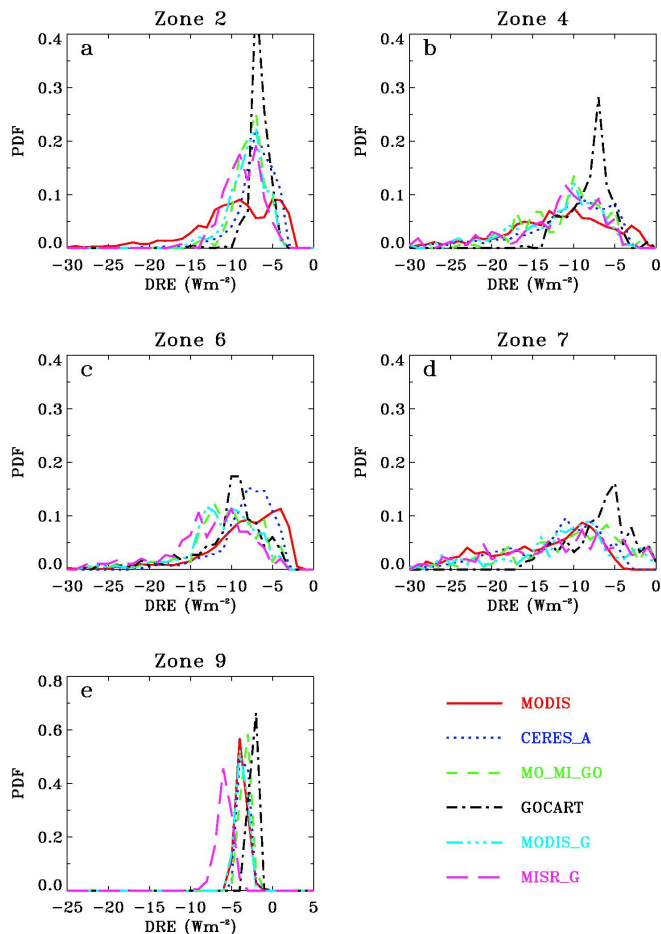 Zone 2
a
PDF
0.4
0.3
0.2
0.1
0.0
-30 -25 -20 -15 -10 -5 0
DRE (Wm⁻²)
Zone 4
b
PDF
0.4
0.3
0.2
0.1
0.0
-30 -25 -20 -15 -10 -5 0
DRE (Wm⁻²)
Zone 6
c
PDF
0.4
0.3
0.2
0.1
0.0
-30 -25 -20 -15 -10 -5 0
DRE (Wm⁻²)
Zone 7
d
PDF
0.4
0.3
0.2
0.1
0.0
-30 -25 -20 -15 -10 -5 0
DRE (Wm⁻²)
Zone 9
e
PDF
0.8
0.6
0.4
0.2
0.0
-25 -20 -15 -10 -5 0 5
DRE (Wm⁻²)
MODIS
CERES_A
MO_MI_GO
GOCART
MODIS_G
MISR_G